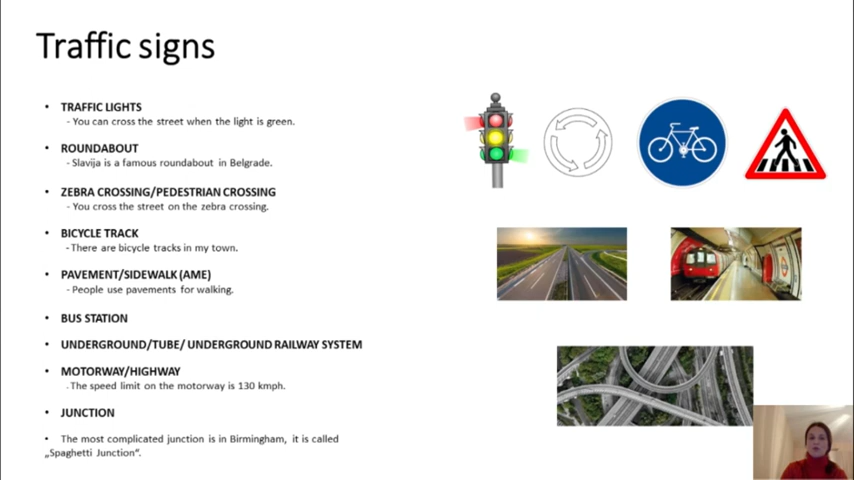 Traffic signs
• TRAFFIC LIGHTS
- You can cross the street when the light is green.
• ROUNDABOUT
- Slavija is a famous roundabout in Belgrade.
• ZEBRA CROSSING/PEDESTRIAN CROSSING
- You cross the street on the zebra crossing.
• BICYCLE TRACK
- There are bicycle tracks in my town.
• PAVEMENT/SIDEWALK (AME)
- People use pavements for walking.
• BUS STATION
• UNDERGROUND/TUBE/ UNDERGROUND RAILWAY SYSTEM
• MOTORWAY/HIGHWAY
- The speed limit on the motorway is 130 kmph.
• JUNCTION
• The most complicated junction is in Birmingham, it is called
„Spaghetti Junction“.